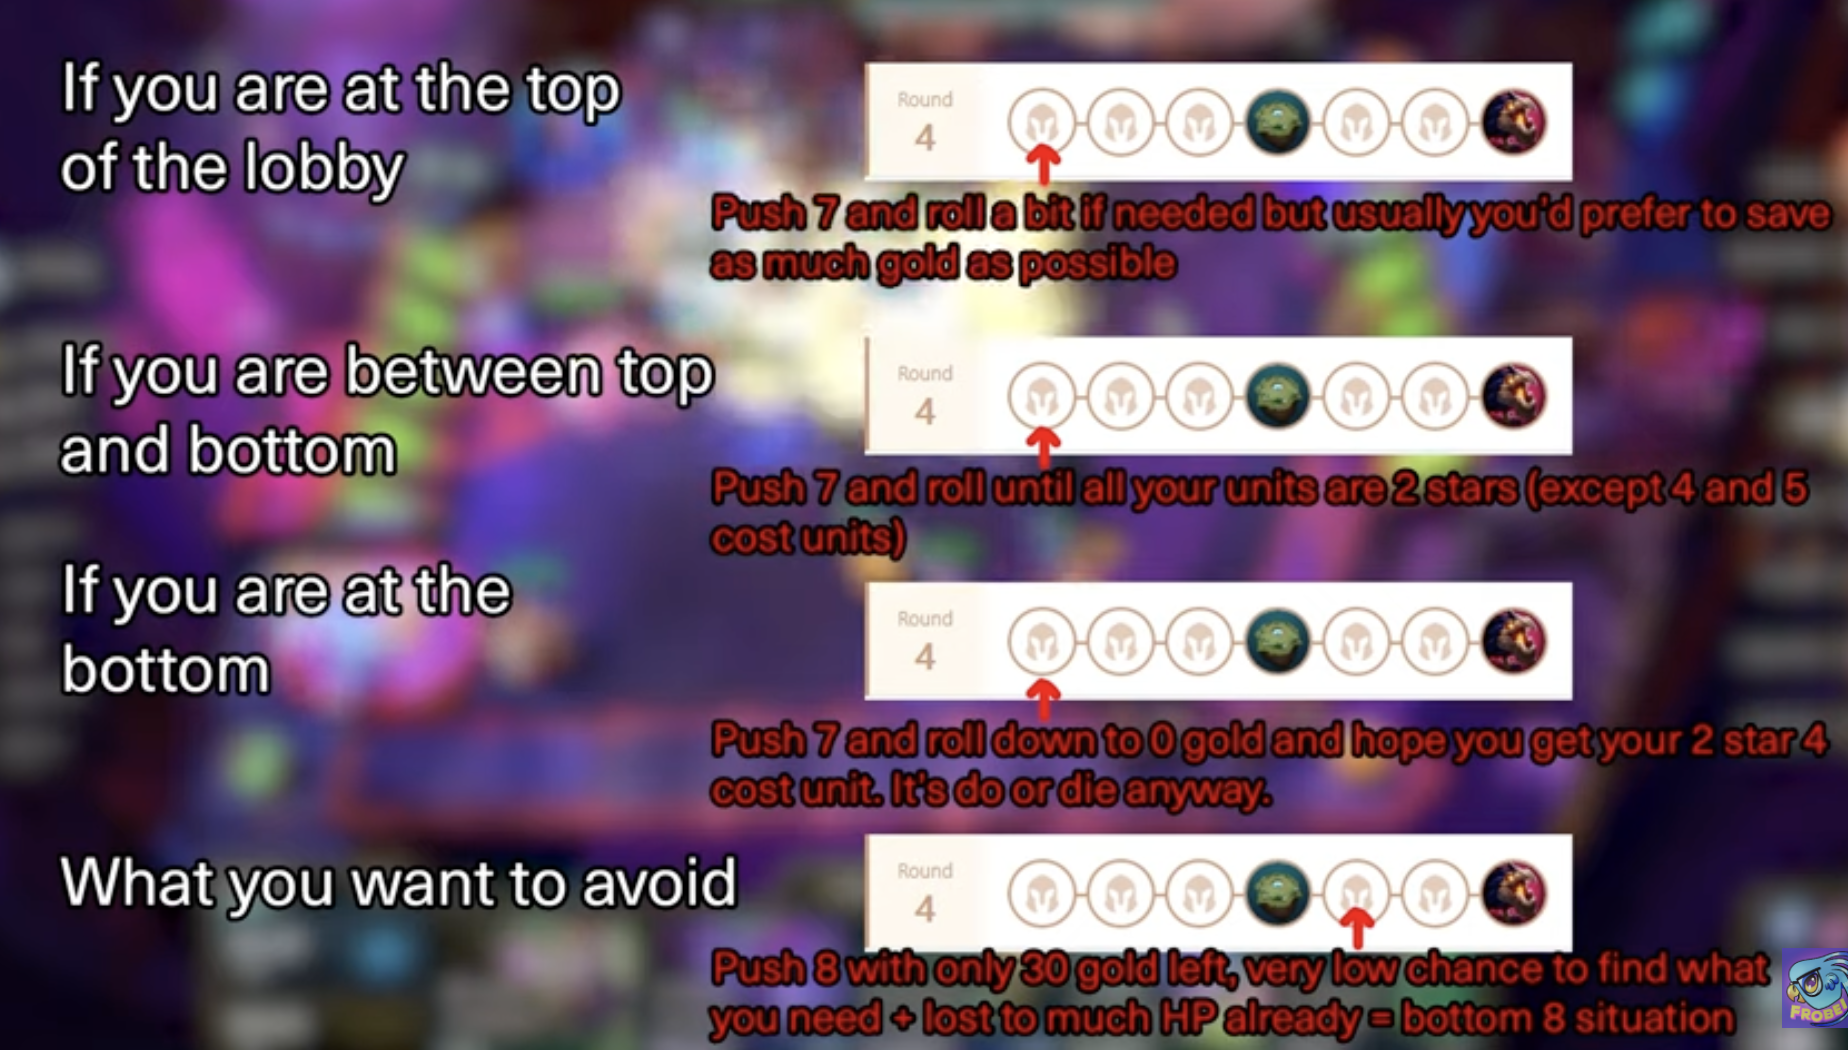 If you are at the top
of the lobby
Round
4
Push 7 and roll a bit if needed but usually you'd prefer to save
as much gold as possible
If you are between top
and bottom
Round
4
Push 7 and roll until all your units are 2 stars (except 4 and 5
cost units)
If you are at the
bottom
Round
4
Push 7 and roll down to 0 gold and hope you get your 2 star 4
cost unit. It's do or die anyway.
What you want to avoid
Round
4
Push 8 with only 30 gold left, very low chance to find what
you need + lost to much HP already = bottom 8 situation
FROBEI